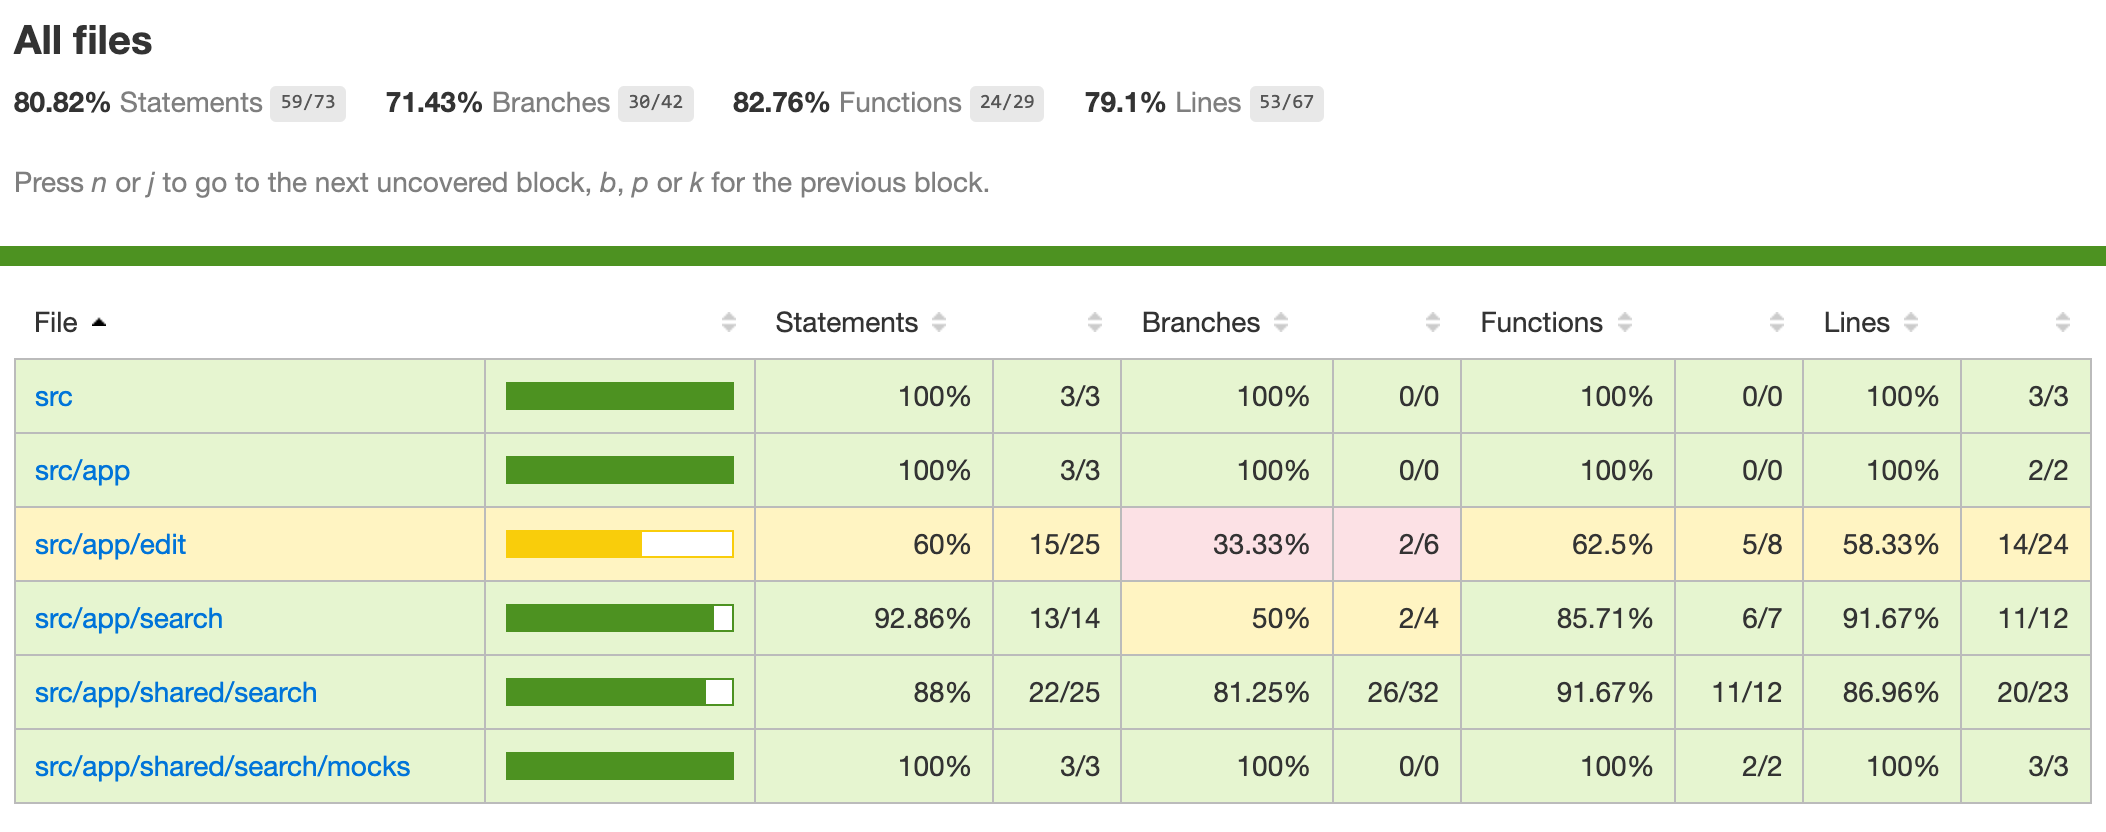 All files
80.82% Statements 59/73 71.43% Branches 30/42 82.76% Functions 24/29 79.1% Lines 53/67
Press n or j to go to the next uncovered block, b, p or k for the previous block.
File Statements Branches Functions Lines
src 100% 3/3 100% 0/0 100% 0/0 100% 3/3
src/app 100% 3/3 100% 0/0 100% 0/0 100% 2/2
src/app/edit 60% 15/25 33.33% 2/6 62.5% 5/8 58.33% 14/24
src/app/search 92.86% 13/14 50% 2/4 85.71% 6/7 91.67% 11/12
src/app/shared/search 88% 22/25 81.25% 26/32 91.67% 11/12 86.96% 20/23
src/app/shared/search/mocks 100% 3/3 100% 0/0 100% 2/2 100% 3/3